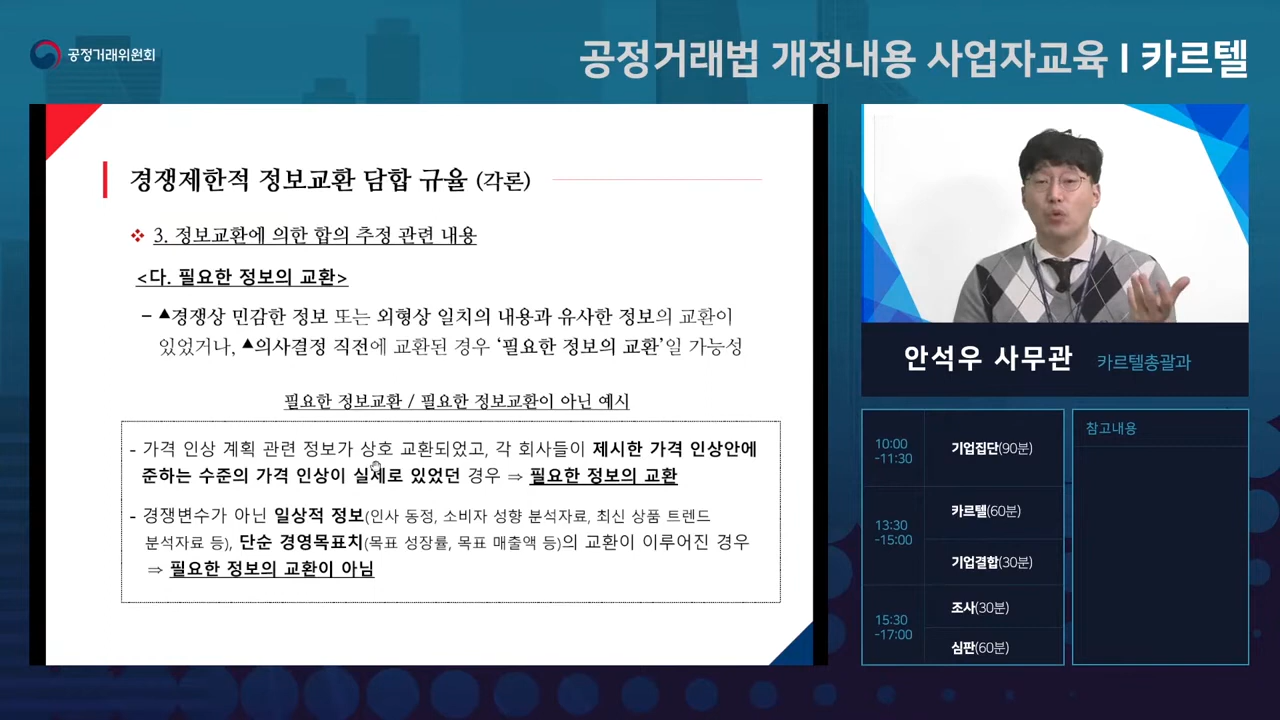 공정거래위원회
공정거래법 개정내용 사업자교육 I 카르텔
경쟁제한적 정보교환 담합 규율 (각론)
❖ 3. 정보교환에 의한 합의 추정 관련 내용
<다. 필요한 정보의 교환>
– ▲경쟁상 민감한 정보 또는 외형상 일치의 내용과 유사한 정보의 교환이
있었거나, ▲의사결정 직전에 교환된 경우 ‘필요한 정보의 교환’일 가능성
필요한 정보교환 / 필요한 정보교환이 아닌 예시
- 가격 인상 계획 관련 정보가 상호 교환되었고, 각 회사들이 제시한 가격 인상안에
준하는 수준의 가격 인상이 실제로 있었던 경우 ⇒ 필요한 정보의 교환
- 경쟁변수가 아닌 일상적 정보(인사 동정, 소비자 성향 분석자료, 최신 상품 트렌드
분석자료 등), 단순 경영목표치(목표 성장률, 목표 매출액 등)의 교환이 이루어진 경우
⇒ 필요한 정보의 교환이 아님
안석우 사무관 카르텔총괄과
10:00
-11:30
기업집단(90분)
13:30
-15:00
카르텔(60분)
기업결합(30분)
15:30
-17:00
조사(30분)
심판(60분)
참고내용